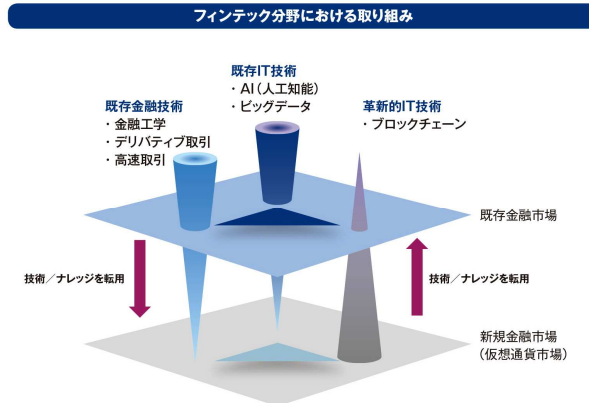 フィンテック分野における取り組み
既存IT技術
・AI（人工知能）
・ビッグデータ
既存金融技術
・金融工学
・デリバティブ取引
・高速取引
革新的IT技術
・ブロックチェーン
既存金融市場
技術／ナレッジを転用
技術／ナレッジを転用
新規金融市場
（仮想通貨市場）